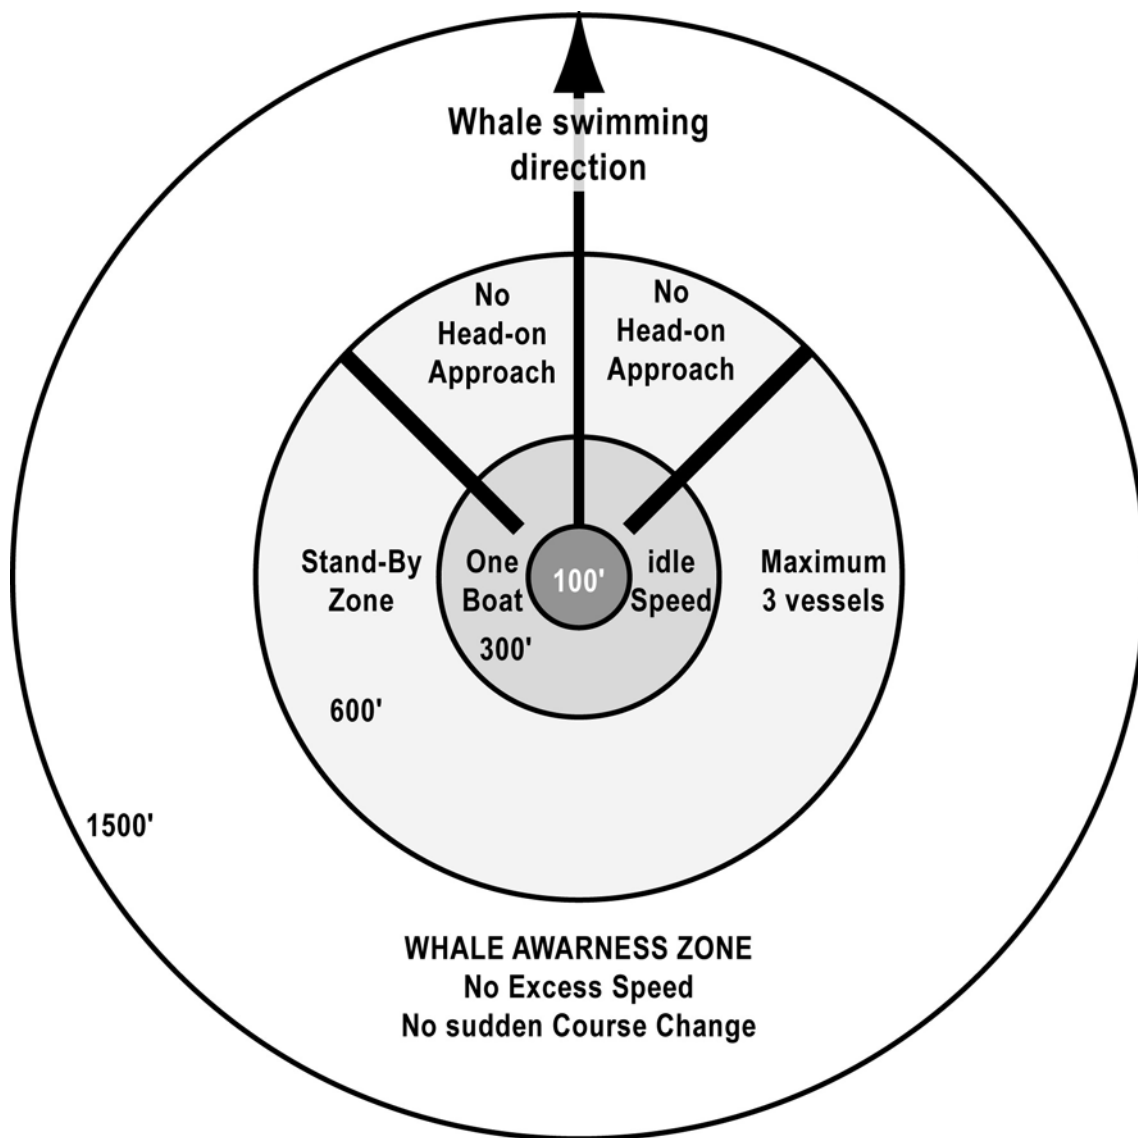 Whale swimming
direction
No
Head-on
Approach
No
Head-on
Approach
Stand-By
Zone
One
Boat
300'
100'
idle
Speed
Maximum
3 vessels
600'
1500'
WHALE AWARNESS ZONE
No Excess Speed
No sudden Course Change